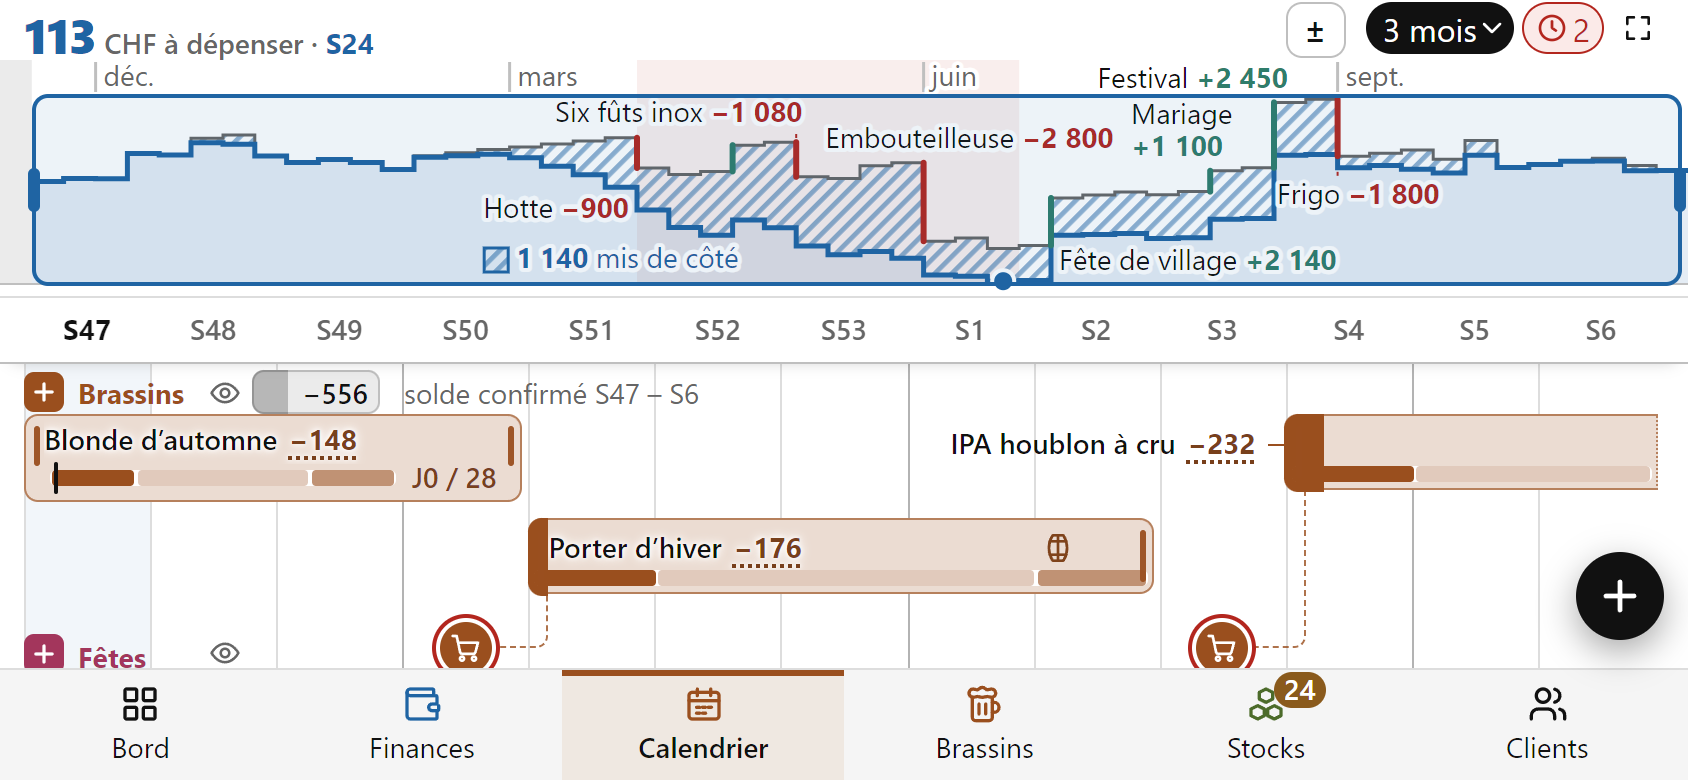 113 CHF à dépenser · S24
±
3 mois
2
déc.
mars
juin
sept.
Festival +2 450
Six fûts inox −1 080
Mariage
+1 100
Embouteilleuse −2 800
Hotte −900
Frigo −1 800
1 140 mis de côté
Fête de village +2 140
S47 S48 S49 S50 S51 S52 S53 S1 S2 S3 S4 S5 S6
Brassins −556 solde confirmé S47 – S6
Blonde d’automne −148
J0 / 28
IPA houblon à cru −232
Porter d’hiver −176
Fêtes
24
Bord Finances Calendrier Brassins Stocks Clients